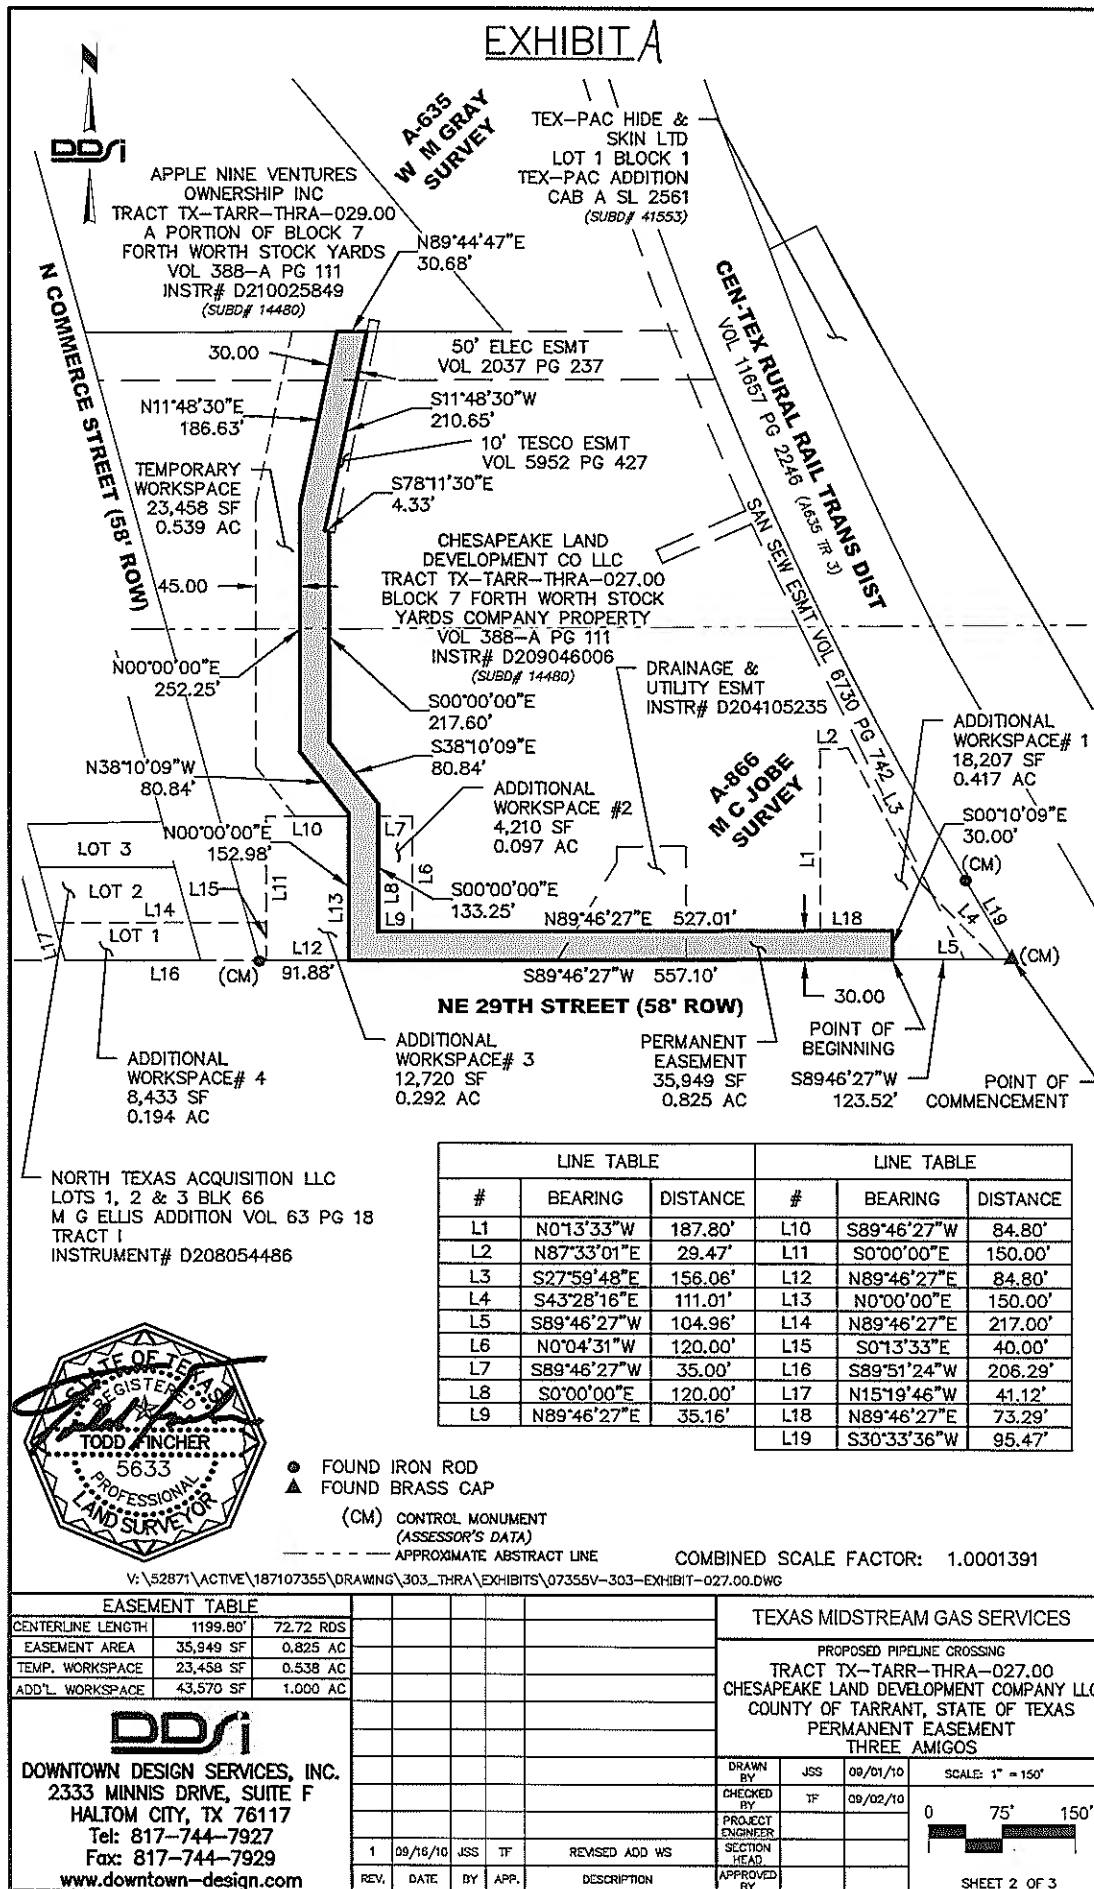 EXHIBIT A
N
DDSi
A-635
W M GRAY
SURVEY
TEX-PAC HIDE &
SKIN LTD
LOT 1 BLOCK 1
TEX-PAC ADDITION
CAB A SL 2561
(SUBD# 41553)
APPLE NINE VENTURES
OWNERSHIP INC
TRACT TX-TARR-THRA-029.00
A PORTION OF BLOCK 7
FORTH WORTH STOCK YARDS
VOL 388-A PG 111
INSTR# D210025849
(SUBD# 14480)
N89°44'47"E
30.68'
N COMMERCE STREET (58' ROW)
CEN-TEX RURAL RAIL TRANS DIST
VOL 11657 PG 2246 (A635 TR 3)
30.00
50' ELEC ESMT
VOL 2037 PG 237
N11°48'30"E
186.63'
S11°48'30"W
210.65'
10' TESCO ESMT
VOL 5952 PG 427
TEMPORARY
WORKSPACE
23,458 SF
0.539 AC
S78°11'30"E
4.33'
SAN SEW ESMT VOL 6730 PG 742
CHESAPEAKE LAND
DEVELOPMENT CO LLC
TRACT TX-TARR-THRA-027.00
BLOCK 7 FORTH WORTH STOCK
YARDS COMPANY PROPERTY
VOL 388-A PG 111
INSTR# D209046006
(SUBD# 14480)
45.00
N00°00'00"E
252.25'
S00°00'00"E
217.60'
DRAINAGE &
UTILITY ESMT
INSTR# D204105235
ADDITIONAL
WORKSPACE# 1
18,207 SF
0.417 AC
L2
L3
N38°10'09"W
80.84'
S38°10'09"E
80.84'
A-866
M C JOBE
SURVEY
ADDITIONAL
WORKSPACE #2
4,210 SF
0.097 AC
S00°10'09"E
30.00'
N00°00'00"E
152.98'
L10
L7
LOT 3
LOT 2
LOT 1
L15
L11
L13
L8
L6
L1
(CM)
L14
L17
L9
S00°00'00"E
133.25'
N89°46'27"E 527.01'
L18
L4
L19
L16
(CM)
L12
91.88'
S89°46'27"W 557.10'
L5
(CM)
NE 29TH STREET (58' ROW)
30.00
ADDITIONAL
WORKSPACE# 4
8,433 SF
0.194 AC
ADDITIONAL
WORKSPACE# 3
12,720 SF
0.292 AC
PERMANENT
EASEMENT
35,949 SF
0.825 AC
POINT OF
BEGINNING
S8946'27"W
123.52'
POINT OF
COMMENCEMENT
NORTH TEXAS ACQUISITION LLC
LOTS 1, 2 & 3 BLK 66
M G ELLIS ADDITION VOL 63 PG 18
TRACT I
INSTRUMENT# D208054486
LINE TABLE LINE TABLE
# BEARING DISTANCE # BEARING DISTANCE
L1 N0°13'33"W 187.80' L10 S89°46'27"W 84.80'
L2 N87°33'01"E 29.47' L11 S0°00'00"E 150.00'
L3 S27°59'48"E 156.06' L12 N89°46'27"E 84.80'
L4 S43°28'16"E 111.01' L13 N0°00'00"E 150.00'
L5 S89°46'27"W 104.96' L14 N89°46'27"E 217.00'
L6 N0°04'31"W 120.00' L15 S0°13'33"E 40.00'
L7 S89°46'27"W 35.00' L16 S89°51'24"W 206.29'
L8 S0°00'00"E 120.00' L17 N15°19'46"W 41.12'
L9 N89°46'27"E 35.16' L18 N89°46'27"E 73.29'
L19 S30°33'36"W 95.47'
STATE OF TEXAS
REGISTERED
TODD FINCHER
5633
PROFESSIONAL
LAND SURVEYOR
FOUND IRON ROD
FOUND BRASS CAP
(CM) CONTROL MONUMENT
(ASSESSOR'S DATA)
APPROXIMATE ABSTRACT LINE
COMBINED SCALE FACTOR: 1.0001391
V:\52871\ACTIVE\187107355\DRAWING\303_THRA\EXHIBITS\07355V-303-EXHIBIT-027.00.DWG
EASEMENT TABLE
CENTERLINE LENGTH 1199.80' 72.72 RDS
EASEMENT AREA 35,949 SF 0.825 AC
TEMP. WORKSPACE 23,458 SF 0.538 AC
ADD'L. WORKSPACE 43,570 SF 1.000 AC
DDSi
DOWNTOWN DESIGN SERVICES, INC.
2333 MINNIS DRIVE, SUITE F
HALTOM CITY, TX 76117
Tel: 817-744-7927
Fax: 817-744-7929
www.downtown-design.com
1 09/16/10 JSS TF REVISED ADD WS
REV. DATE BY APP. DESCRIPTION
TEXAS MIDSTREAM GAS SERVICES
PROPOSED PIPELINE CROSSING
TRACT TX-TARR-THRA-027.00
CHESAPEAKE LAND DEVELOPMENT COMPANY LLC
COUNTY OF TARRANT, STATE OF TEXAS
PERMANENT EASEMENT
THREE AMIGOS
DRAWN BY JSS 09/01/10
CHECKED BY TF 09/02/10
PROJECT ENGINEER
SECTION HEAD
APPROVED BY
SCALE: 1" = 150'
0 75' 150'
SHEET 2 OF 3